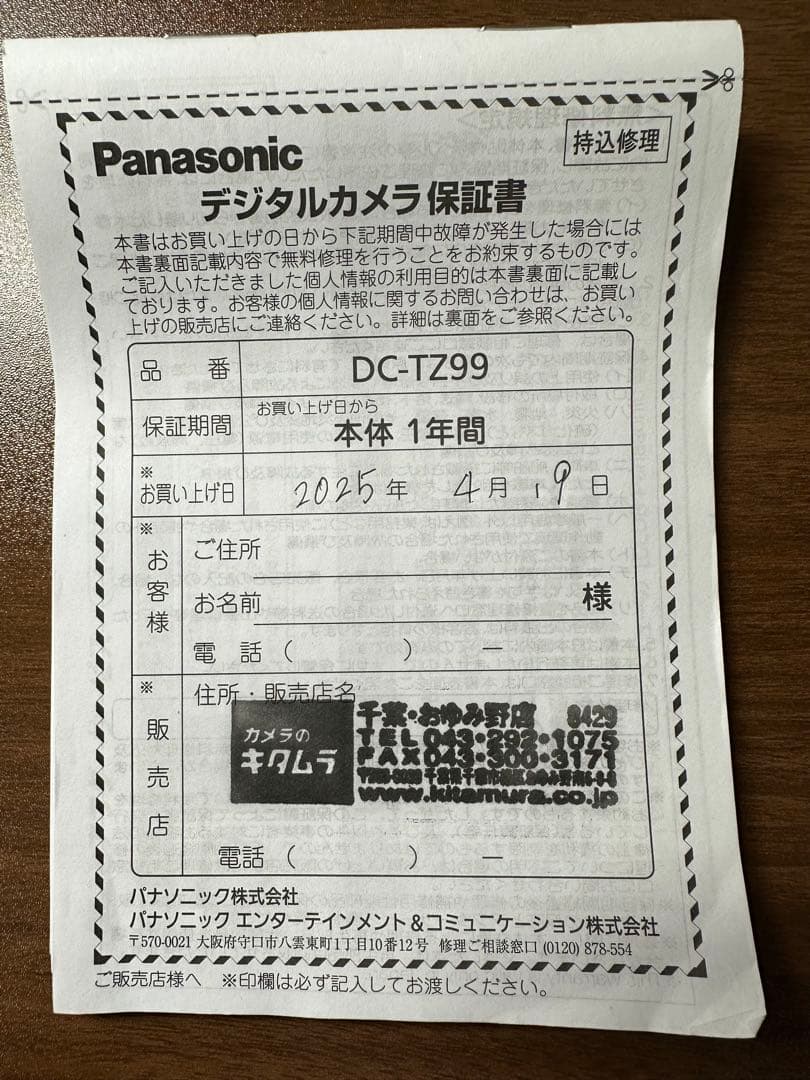 持込修理
Panasonic
デジタルカメラ保証書
本書はお買い上げの日から下記期間中故障が発生した場合には
本書裏面記載内容で無料修理を行うことをお約束するものです。
ご記入いただきました個人情報の利用目的は本書裏面に記載し
ております。お客様の個人情報に関するお問い合わせは、お買い
上げの販売店にご連絡ください。詳細は裏面をご参照ください。
品番 DC-TZ99
保証期間 お買い上げ日から
本体 1年間
※
お買い上げ日 2025年 4月 19日
※
お客様
ご住所
お名前 様
電話 ( ) ー
※
販売店
住所・販売店名
カメラの
キタムラ
千葉・おゆみ野店 8429
TEL 043・292・1075
FAX 043・300・3171
www.kitamura.co.jp
電話 ( ) ー
パナソニック株式会社
パナソニック エンターテインメント&コミュニケーション株式会社
〒570-0021 大阪府守口市八雲東町1丁目10番12号 修理ご相談窓口 (0120) 878-554
ご販売店様へ ※印欄は必ず記入してお渡しください。